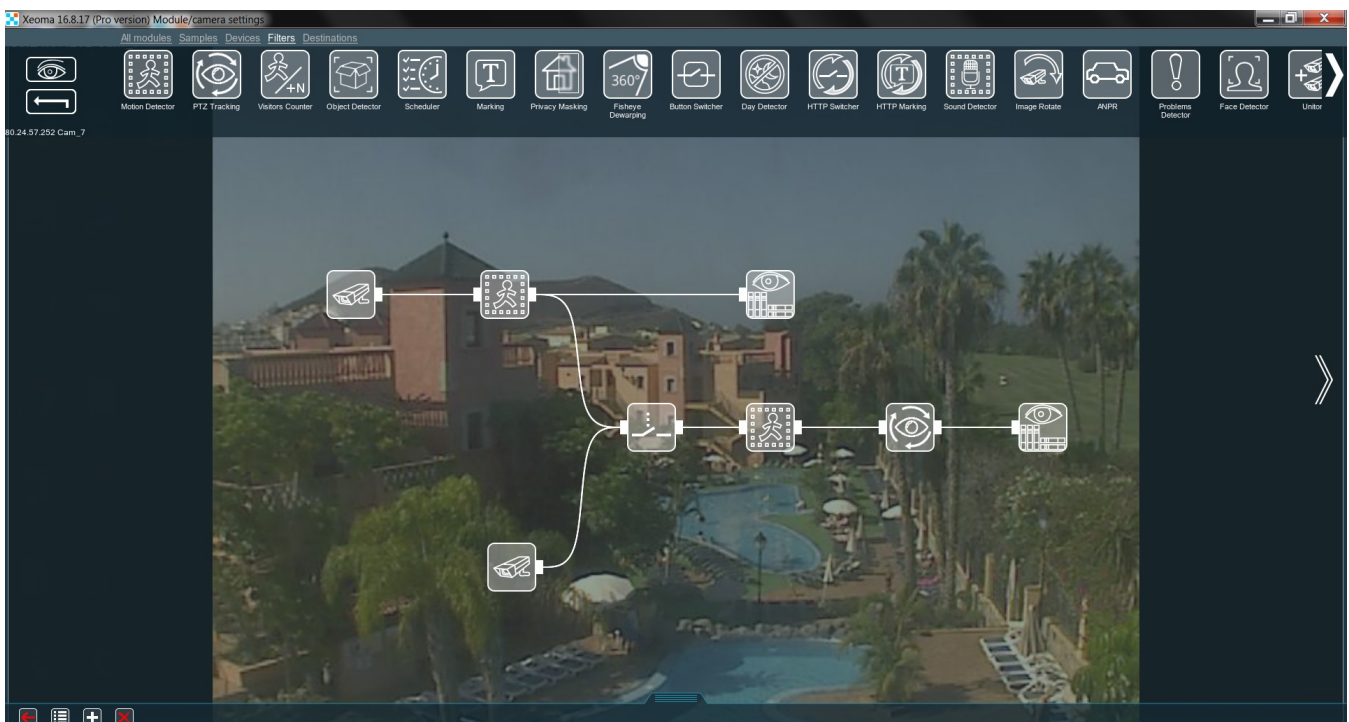 Xeoma 16.8.17 (Pro version) Module/camera settings
All modules Samples Devices Filters Destinations
+N
T
360°
T
Motion Detector PTZ Tracking Visitors Counter Object Detector Scheduler Marking Privacy Masking Fisheye Dewarping Button Switcher Day Detector HTTP Switcher HTTP Marking Sound Detector Image Rotate ANPR Problems Detector Face Detector Unitor
80.24.57.252 Cam_7